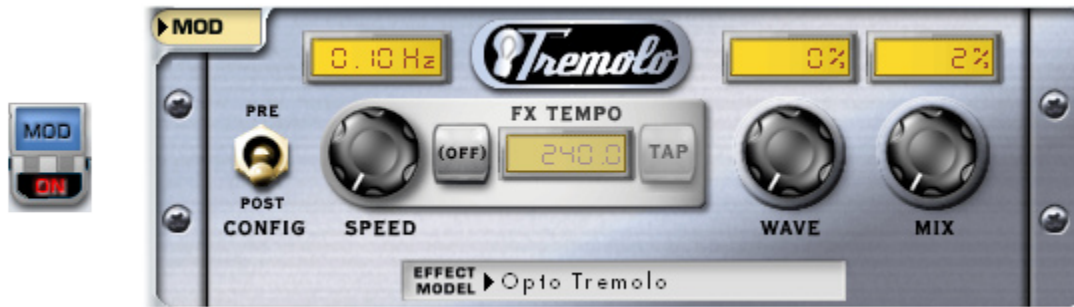 MOD
0.10 Hz
Tremolo
0%
2%
MOD
ON
PRE
POST
CONFIG
SPEED
FX TEMPO
(OFF)
240.0
TAP
WAVE
MIX
EFFECT MODEL
Opto Tremolo